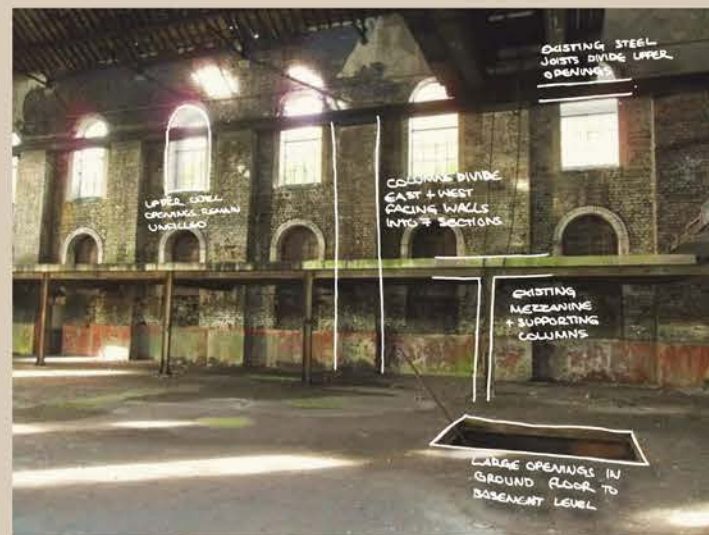 EXISTING STEEL
JOISTS DIVIDE UPPER
OPENINGS
UPPER LEVEL
OPENINGS REMAIN
UNFILLED
COLUMNS DIVIDE
EAST + WEST
FACING WALLS
INTO 7 SECTIONS
EXISTING
MEZZANINE
+ SUPPORTING
COLUMNS
LARGE OPENINGS IN
GROUND FLOOR TO
BASEMENT LEVEL